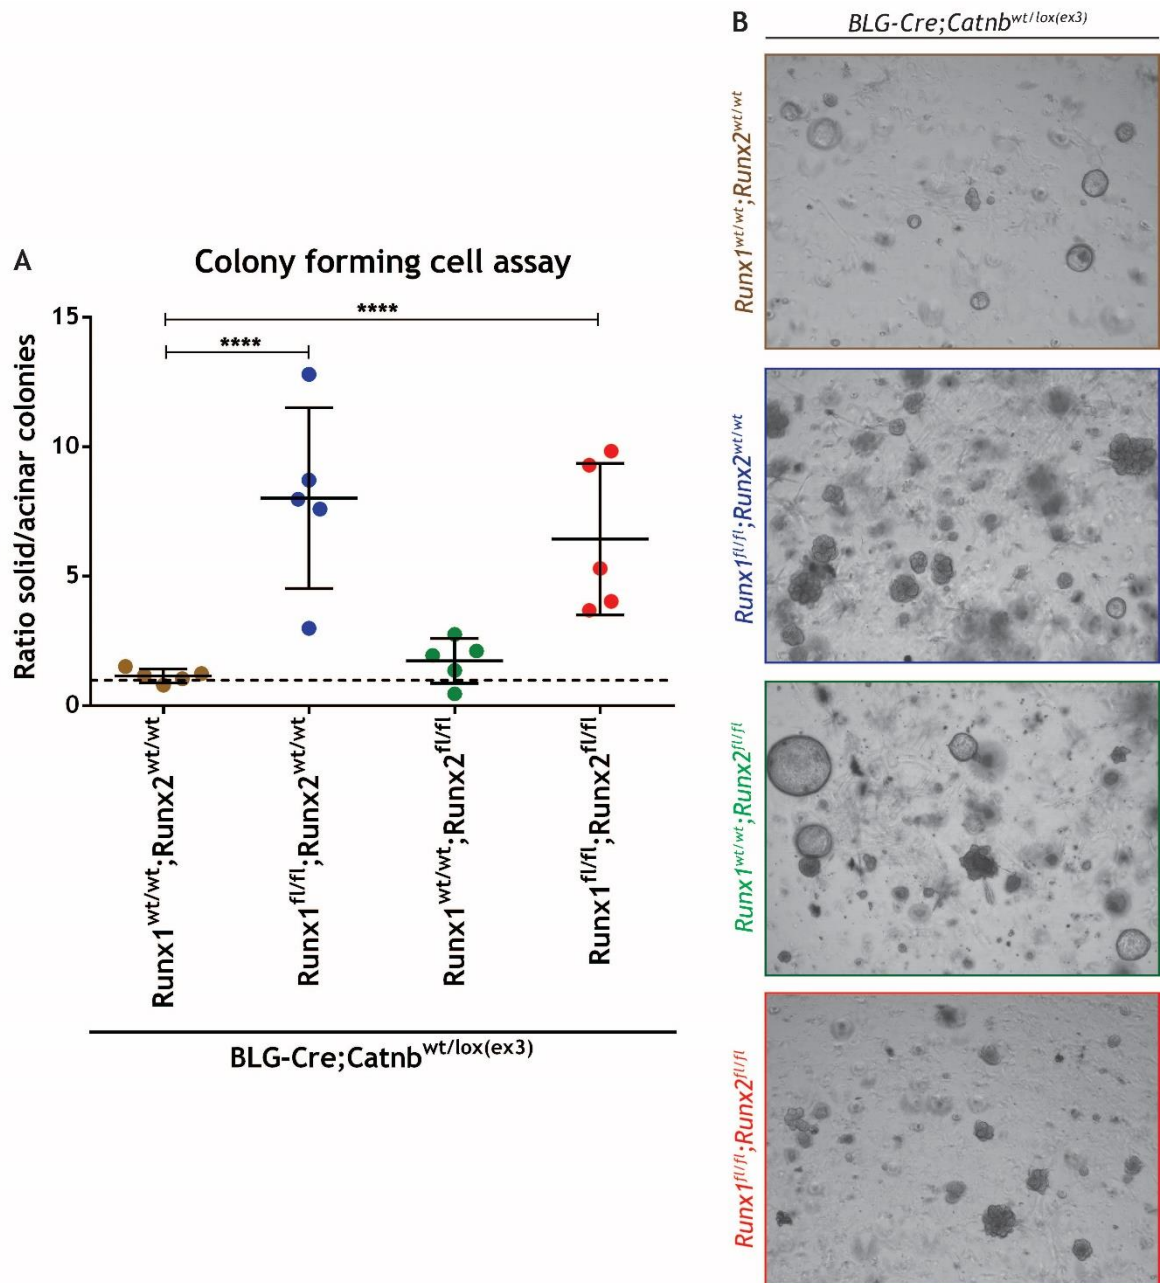 A
Colony forming cell assay
Ratio solid/acinar colonies
15
10
5
0
****
****
Runx1wt/wt;Runx2wt/wt
Runx1fl/fl;Runx2wt/wt
Runx1wt/wt;Runx2fl/fl
Runx1fl/fl;Runx2fl/fl
BLG-Cre;Catnbwt/lox(ex3)
B
BLG-Cre;Catnbwt/lox(ex3)
Runx1wt/wt;Runx2wt/wt
Runx1fl/fl;Runx2wt/wt
Runx1wt/wt;Runx2fl/fl
Runx1fl/fl;Runx2fl/fl